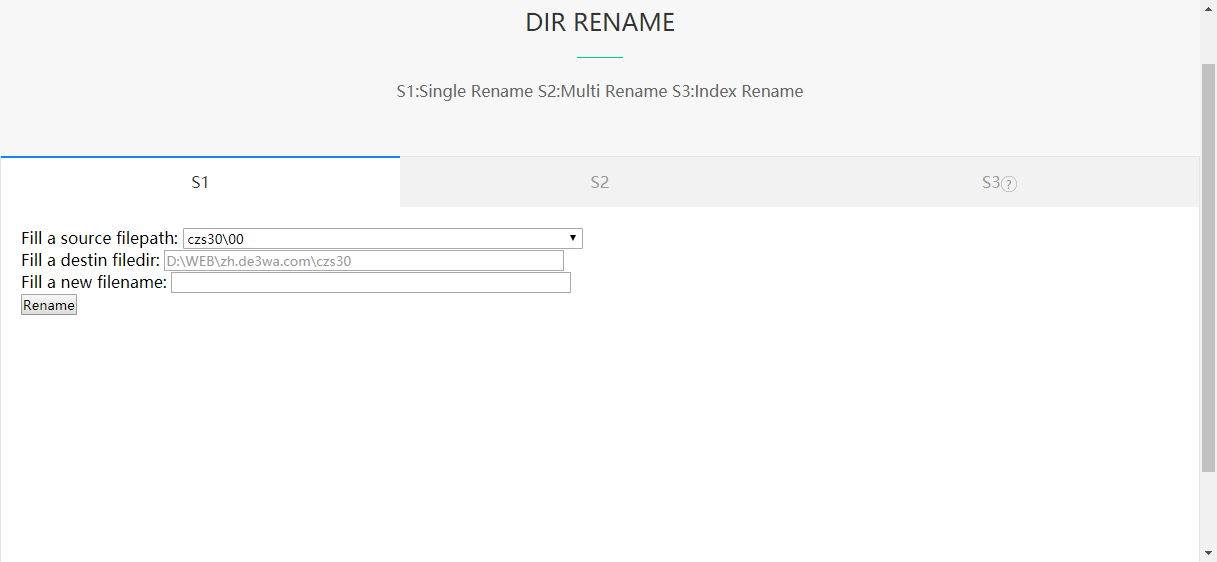 DIR RENAME
S1:Single Rename S2:Multi Rename S3:Index Rename
S1
S2
S3?
Fill a source filepath: czs30\00
Fill a destin filedir: D:\WEB\zh.de3wa.com\czs30
Fill a new filename:
Rename